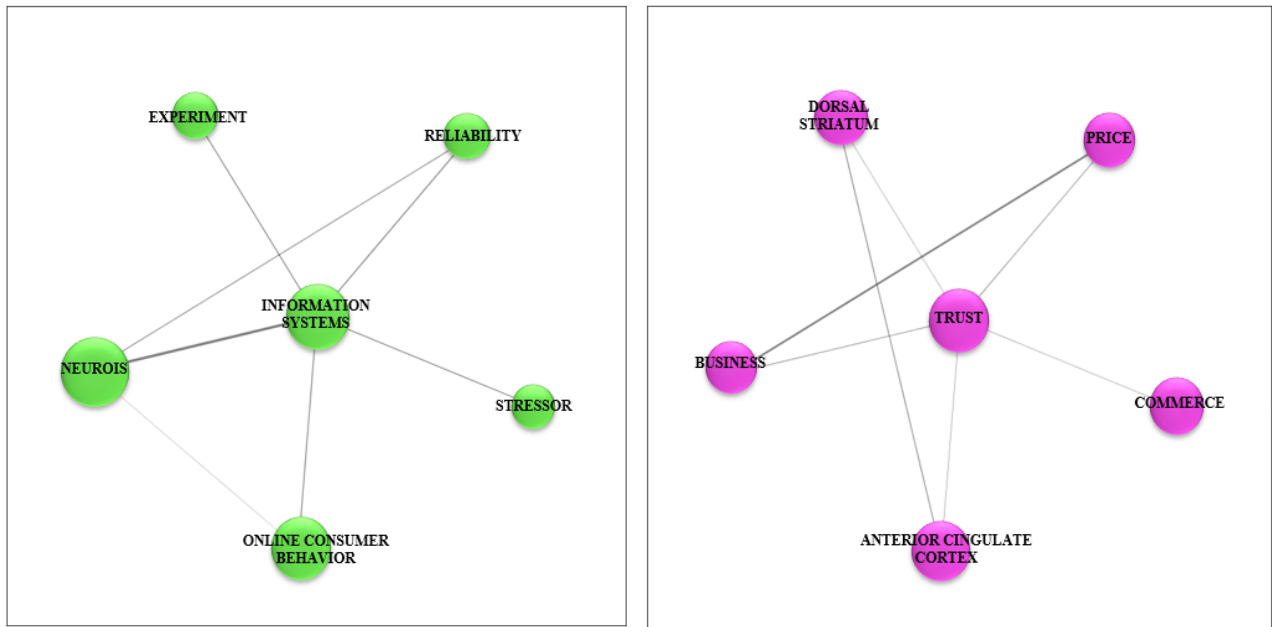 EXPERIMENT
RELIABILITY
INFORMATION
SYSTEMS
NEUROIS
STRESSOR
ONLINE CONSUMER
BEHAVIOR
DORSAL
STRIATUM
PRICE
TRUST
BUSINESS
COMMERCE
ANTERIOR CINGULATE
CORTEX